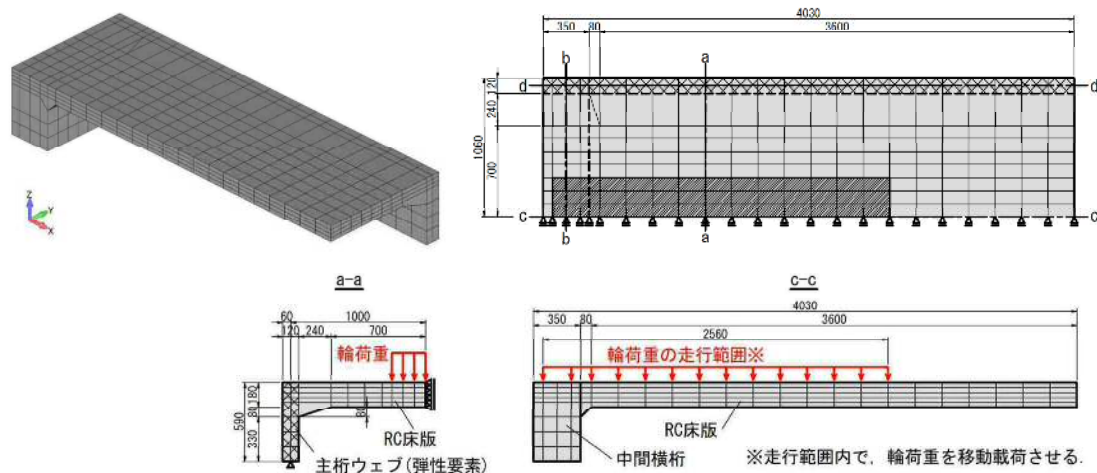 4030
350
80
3600
b
a
d
d
120
240
700
1060
c
c
b
a
Z
Y
X
a-a
60
1000
120
240
700
輪荷重
180
80
330
590
80
RC床版
主桁ウェブ(弾性要素)
c-c
4030
350
80
3600
2560
輪荷重の走行範囲※
RC床版
中間横桁
※走行範囲内で,輪荷重を移動載荷させる.